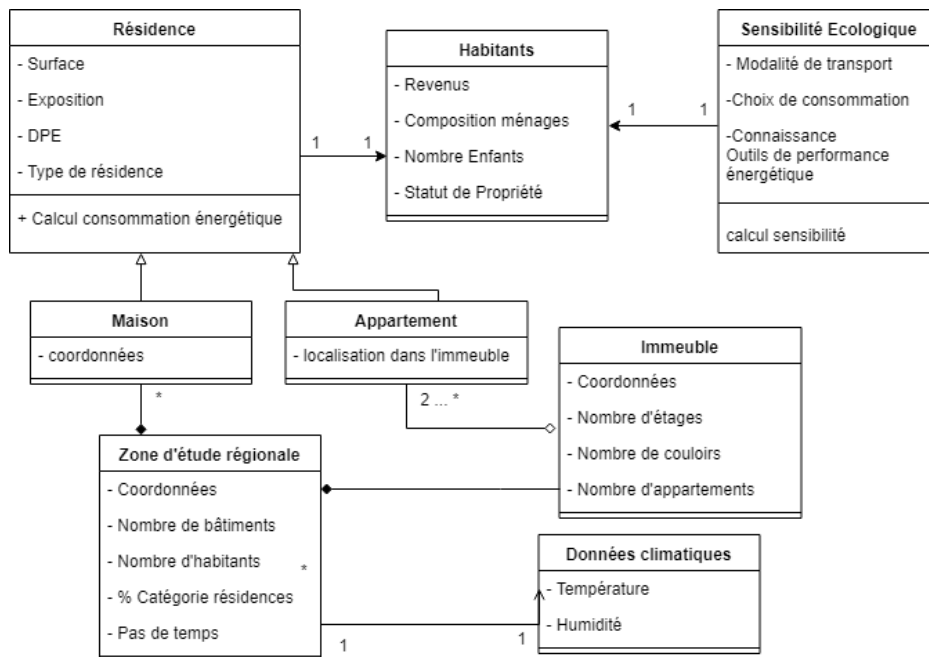 Résidence
- Surface
- Exposition
- DPE
- Type de résidence
+ Calcul consommation énergétique
1
1
Habitants
- Revenus
- Composition ménages
- Nombre Enfants
- Statut de Propriété
1
1
Sensibilité Ecologique
- Modalité de transport
-Choix de consommation
-Connaissance
Outils de performance
énergétique
calcul sensibilité
Maison
- coordonnées
*
Appartement
- localisation dans l'immeuble
2 ... *
Immeuble
- Coordonnées
- Nombre d'étages
- Nombre de couloirs
- Nombre d'appartements
Zone d'étude régionale
- Coordonnées
- Nombre de bâtiments
- Nombre d'habitants
*
- % Catégorie résidences
- Pas de temps
1
1
Données climatiques
- Température
- Humidité